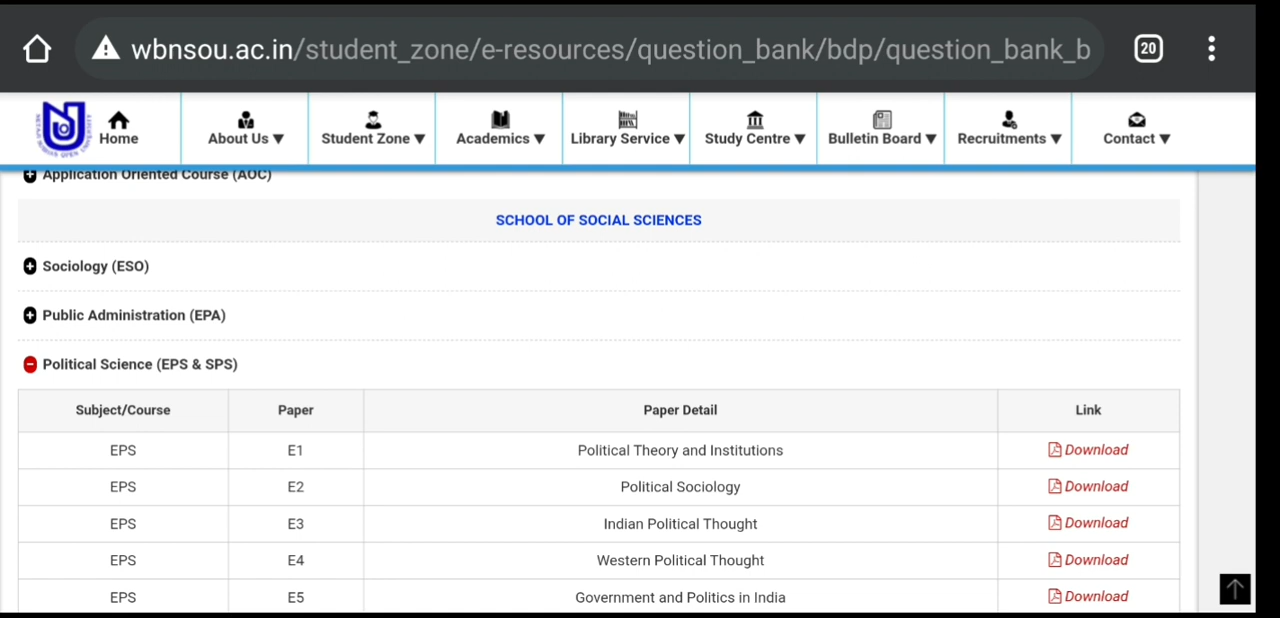 wbnsou.ac.in/student_zone/e-resources/question_bank/bdp/question_bank_b
20
Home
About Us ▼
Student Zone ▼
Academics ▼
Library Service ▼
Study Centre ▼
Bulletin Board ▼
Recruitments ▼
Contact ▼
Application Oriented Course (AOC)
SCHOOL OF SOCIAL SCIENCES
Sociology (ESO)
Public Administration (EPA)
Political Science (EPS & SPS)
Subject/Course Paper Paper Detail Link
EPS E1 Political Theory and Institutions Download
EPS E2 Political Sociology Download
EPS E3 Indian Political Thought Download
EPS E4 Western Political Thought Download
EPS E5 Government and Politics in India Download